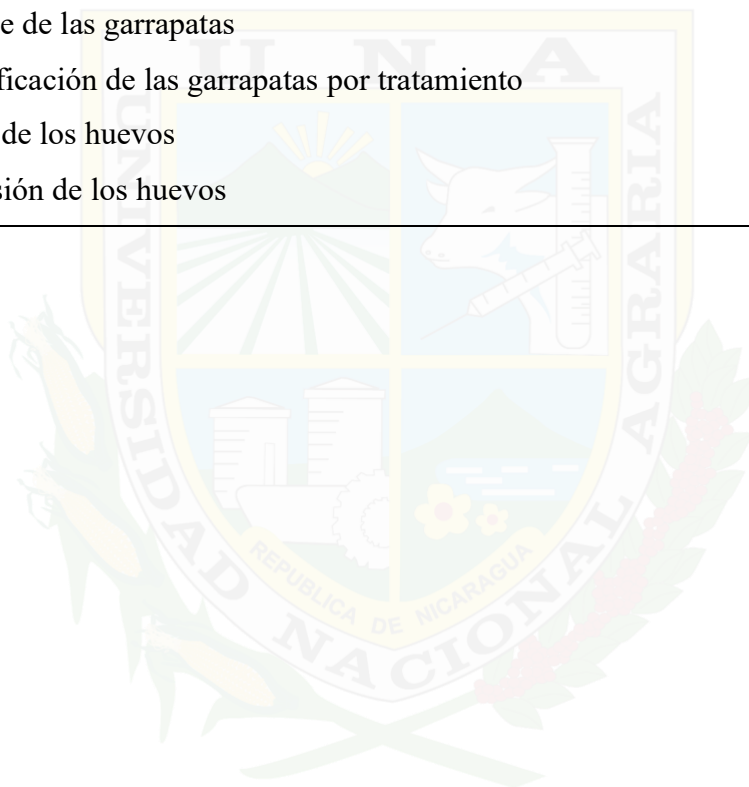 e de las garrapatas
ficación de las garrapatas por tratamiento
de los huevos
sión de los huevos
UNA
UNIVERSIDAD NACIONAL AGRARIA
REPUBLICA DE NICARAGUA